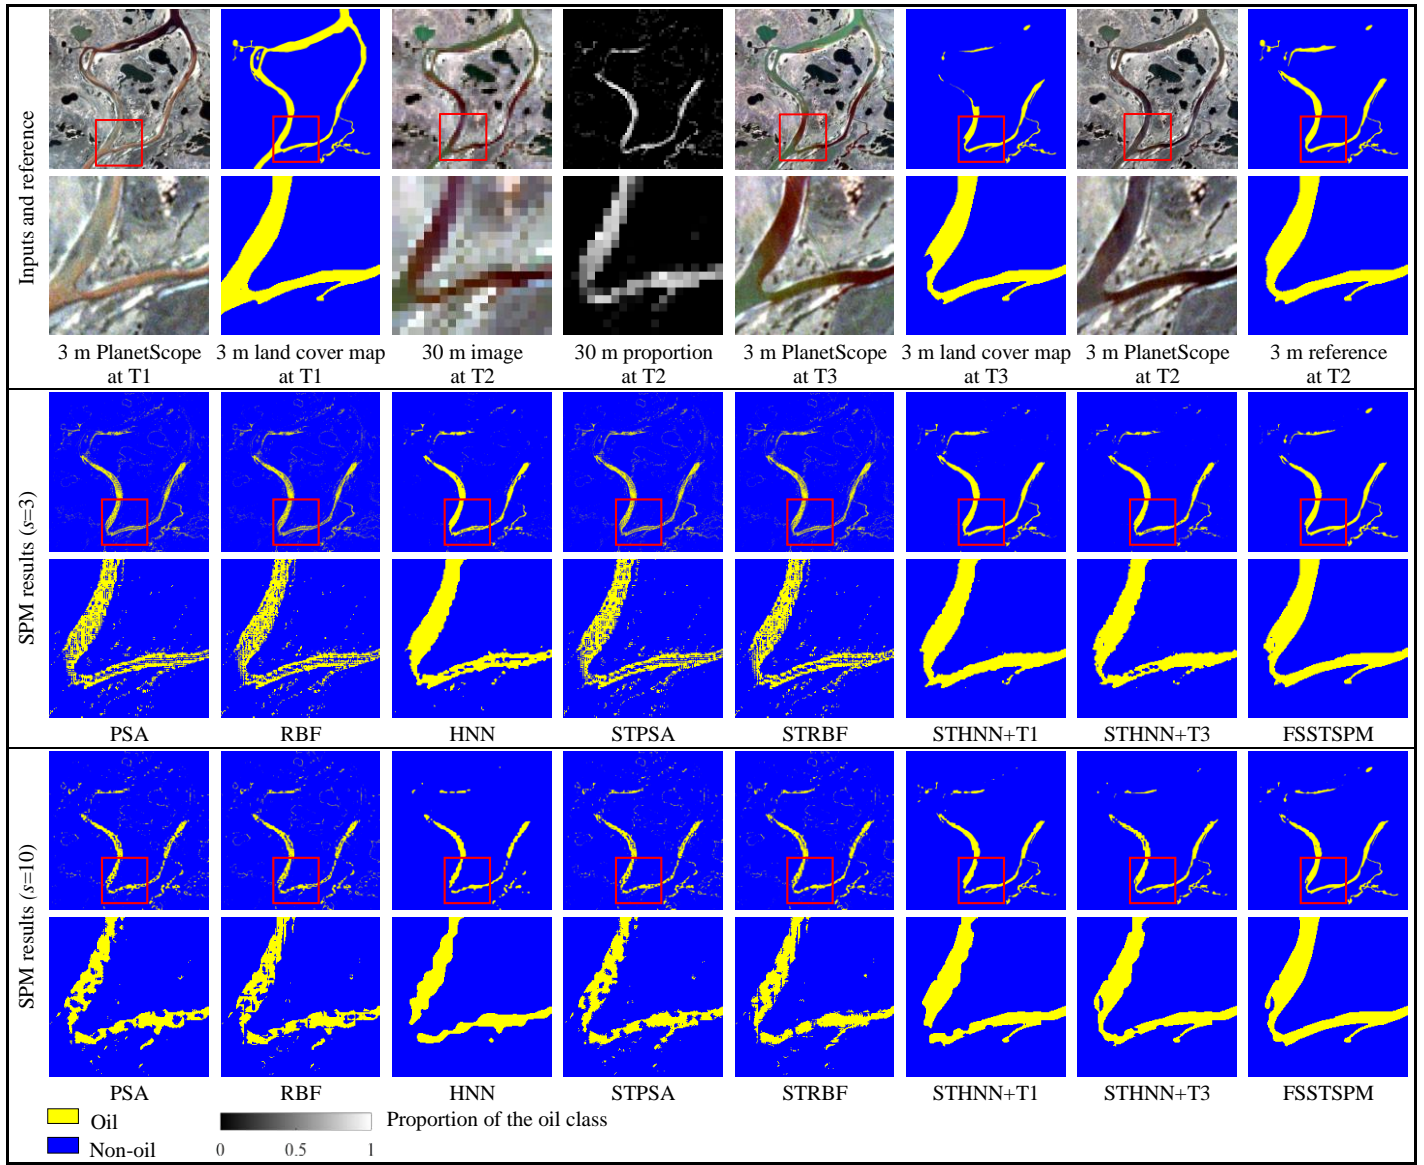 Inputs and reference
3 m PlanetScope at T1
3 m land cover map at T1
30 m image at T2
30 m proportion at T2
3 m PlanetScope at T3
3 m land cover map at T3
3 m PlanetScope at T2
3 m reference at T2
SPM results (s=3)
PSA
RBF
HNN
STPSA
STRBF
STHNN+T1
STHNN+T3
FSSTSPM
SPM results (s=10)
PSA
RBF
HNN
STPSA
STRBF
STHNN+T1
STHNN+T3
FSSTSPM
Oil
Non-oil
Proportion of the oil class
0 0.5 1